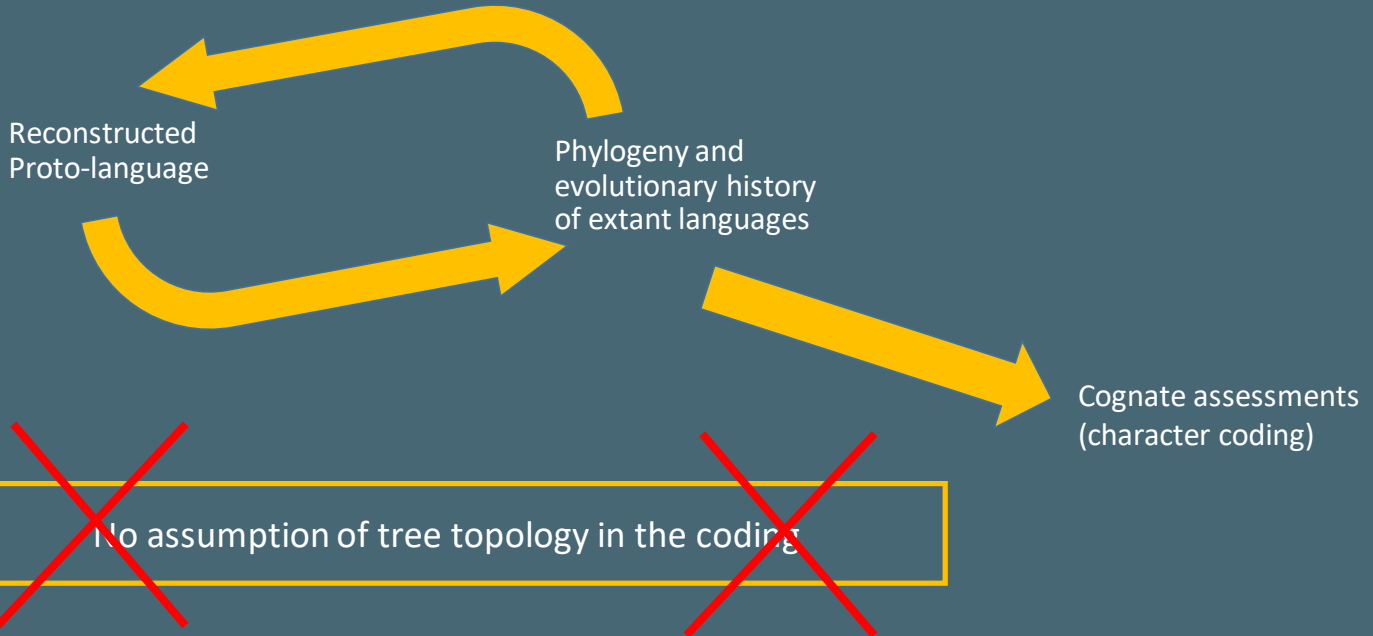 Reconstructed
Proto-language
Phylogeny and
evolutionary history
of extant languages
Cognate assessments
(character coding)
No assumption of tree topology in the coding